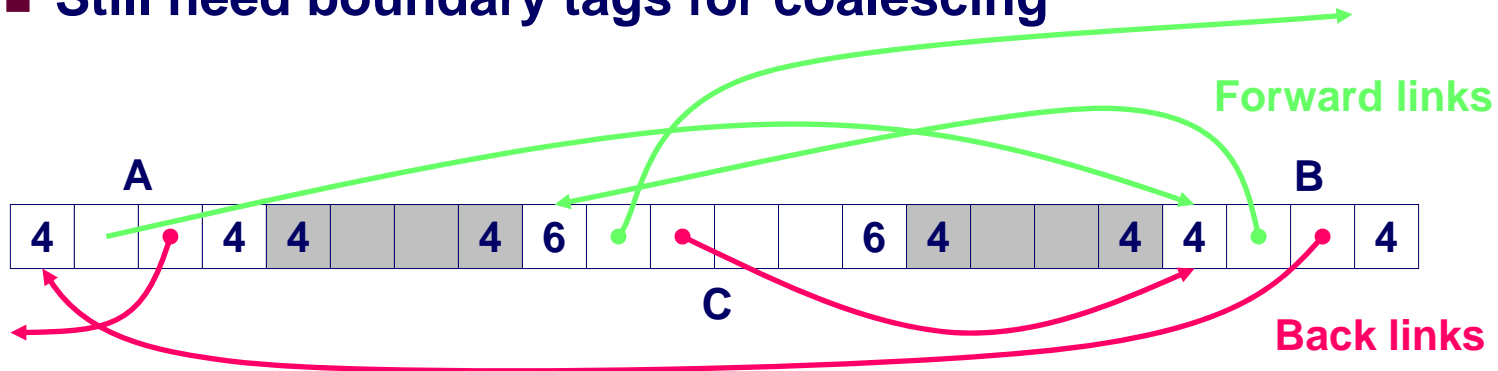 Still need boundary tags for coalescing
Forward links
A
B
4 4 4 4 6 6 4 4 4 4
C
Back links